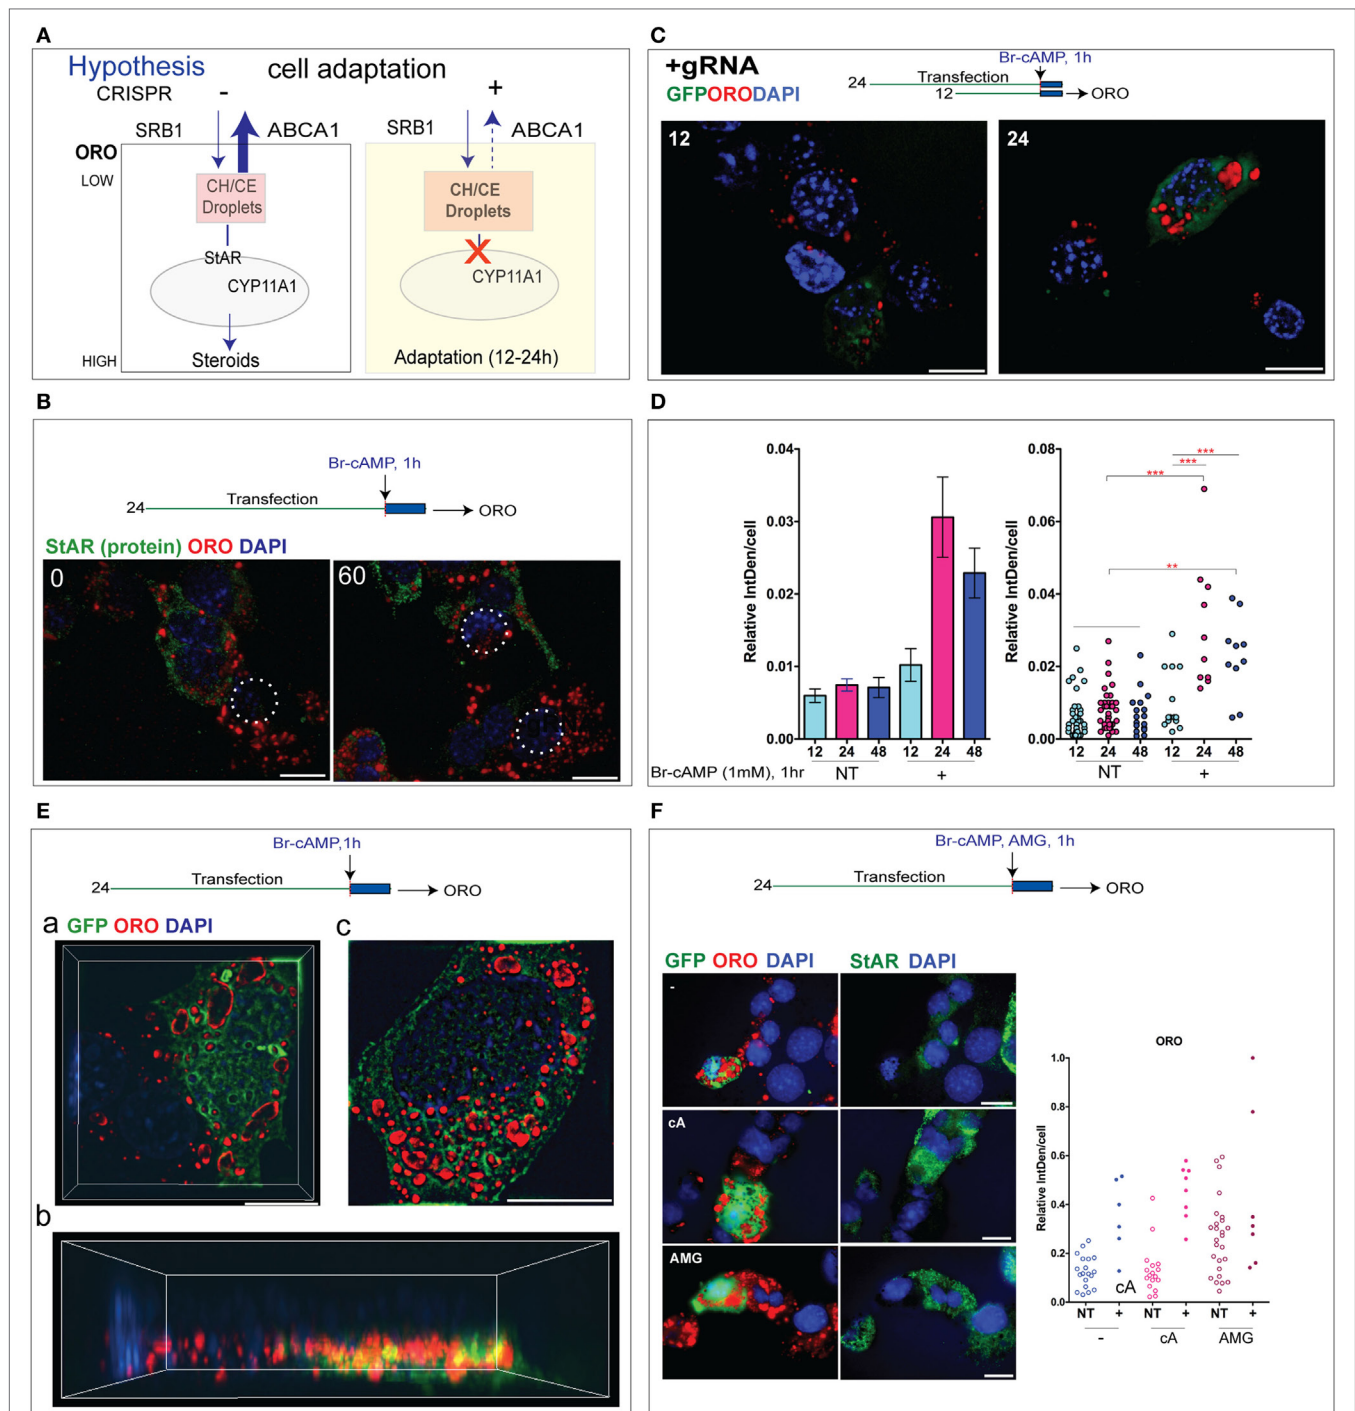 A
Hypothesis
cell adaptation
CRISPR
-
+
SRB1
ABCA1
SRB1
ABCA1
ORO
LOW
CH/CE
Droplets
CH/CE
Droplets
StAR
X
CYP11A1
CYP11A1
HIGH
Steroids
Adaptation (12-24h)
B
Br-cAMP, 1h
24
Transfection
ORO
StAR (protein) ORO DAPI
0
60
C
+gRNA
Br-cAMP, 1h
24
Transfection
GFPORODAPI
12
ORO
12
24
D
Relative IntDen/cell
0.04
0.03
0.02
0.01
0.00
12 24 48 12 24 48
Br-cAMP (1mM), 1hr
NT
+
Relative IntDen/cell
0.08
0.06
0.04
0.02
0.00
***
***
***
**
12 24 48 12 24 48
NT
+
E
Br-cAMP,1h
24
Transfection
ORO
a GFP ORO DAPI
c
b
F
Br-cAMP, AMG, 1h
24
Transfection
ORO
GFP ORO DAPI
StAR DAPI
-
cA
AMG
ORO
Relative IntDen/cell
1.0
0.8
0.6
0.4
0.2
0.0
cA
NT + NT + NT +
- cA AMG